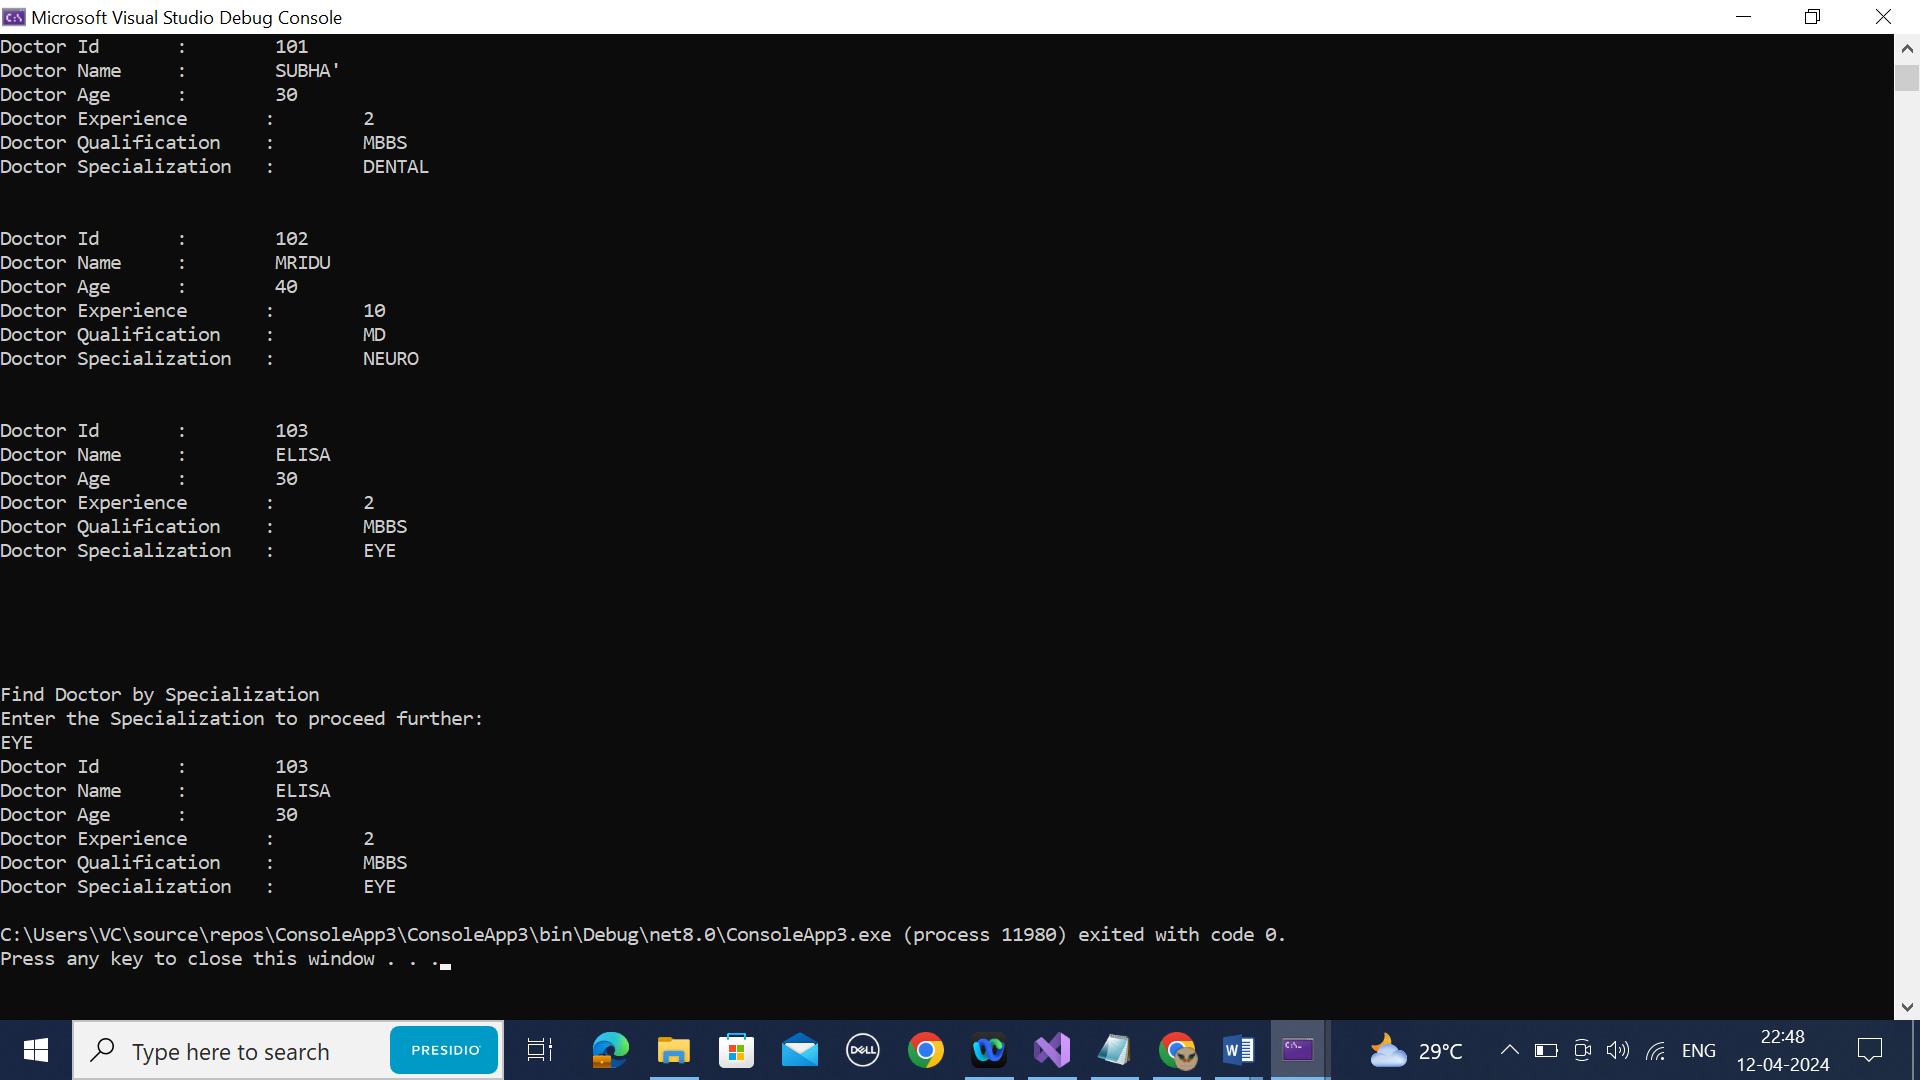 Microsoft Visual Studio Debug Console
Doctor Id : 101
Doctor Name : SUBHA'
Doctor Age : 30
Doctor Experience : 2
Doctor Qualification : MBBS
Doctor Specialization : DENTAL
Doctor Id : 102
Doctor Name : MRIDU
Doctor Age : 40
Doctor Experience : 10
Doctor Qualification : MD
Doctor Specialization : NEURO
Doctor Id : 103
Doctor Name : ELISA
Doctor Age : 30
Doctor Experience : 2
Doctor Qualification : MBBS
Doctor Specialization : EYE
Find Doctor by Specialization
Enter the Specialization to proceed further:
EYE
Doctor Id : 103
Doctor Name : ELISA
Doctor Age : 30
Doctor Experience : 2
Doctor Qualification : MBBS
Doctor Specialization : EYE
C:\Users\VC\source\repos\ConsoleApp3\ConsoleApp3\bin\Debug\net8.0\ConsoleApp3.exe (process 11980) exited with code 0.
Press any key to close this window . . .
Type here to search PRESIDIO DELL W 29°C ENG 22:48
12-04-2024